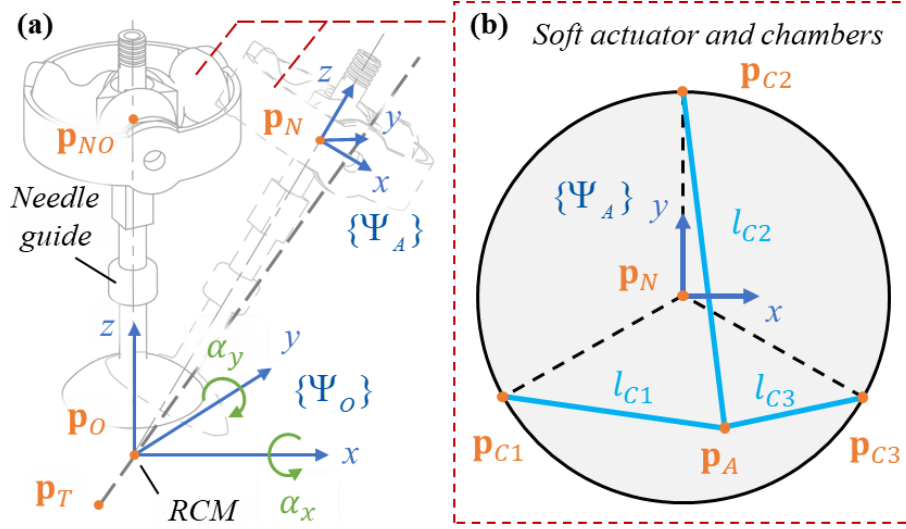 (a)
p_NO
Needle
guide
z
p_N
y
x
{Ψ_A}
z
α_y
y
{Ψ_O}
p_O
x
p_T
RCM
α_x
(b)
Soft actuator and chambers
p_C2
{Ψ_A}
y
l_C2
p_N
x
l_C1
l_C3
p_C1
p_A
p_C3